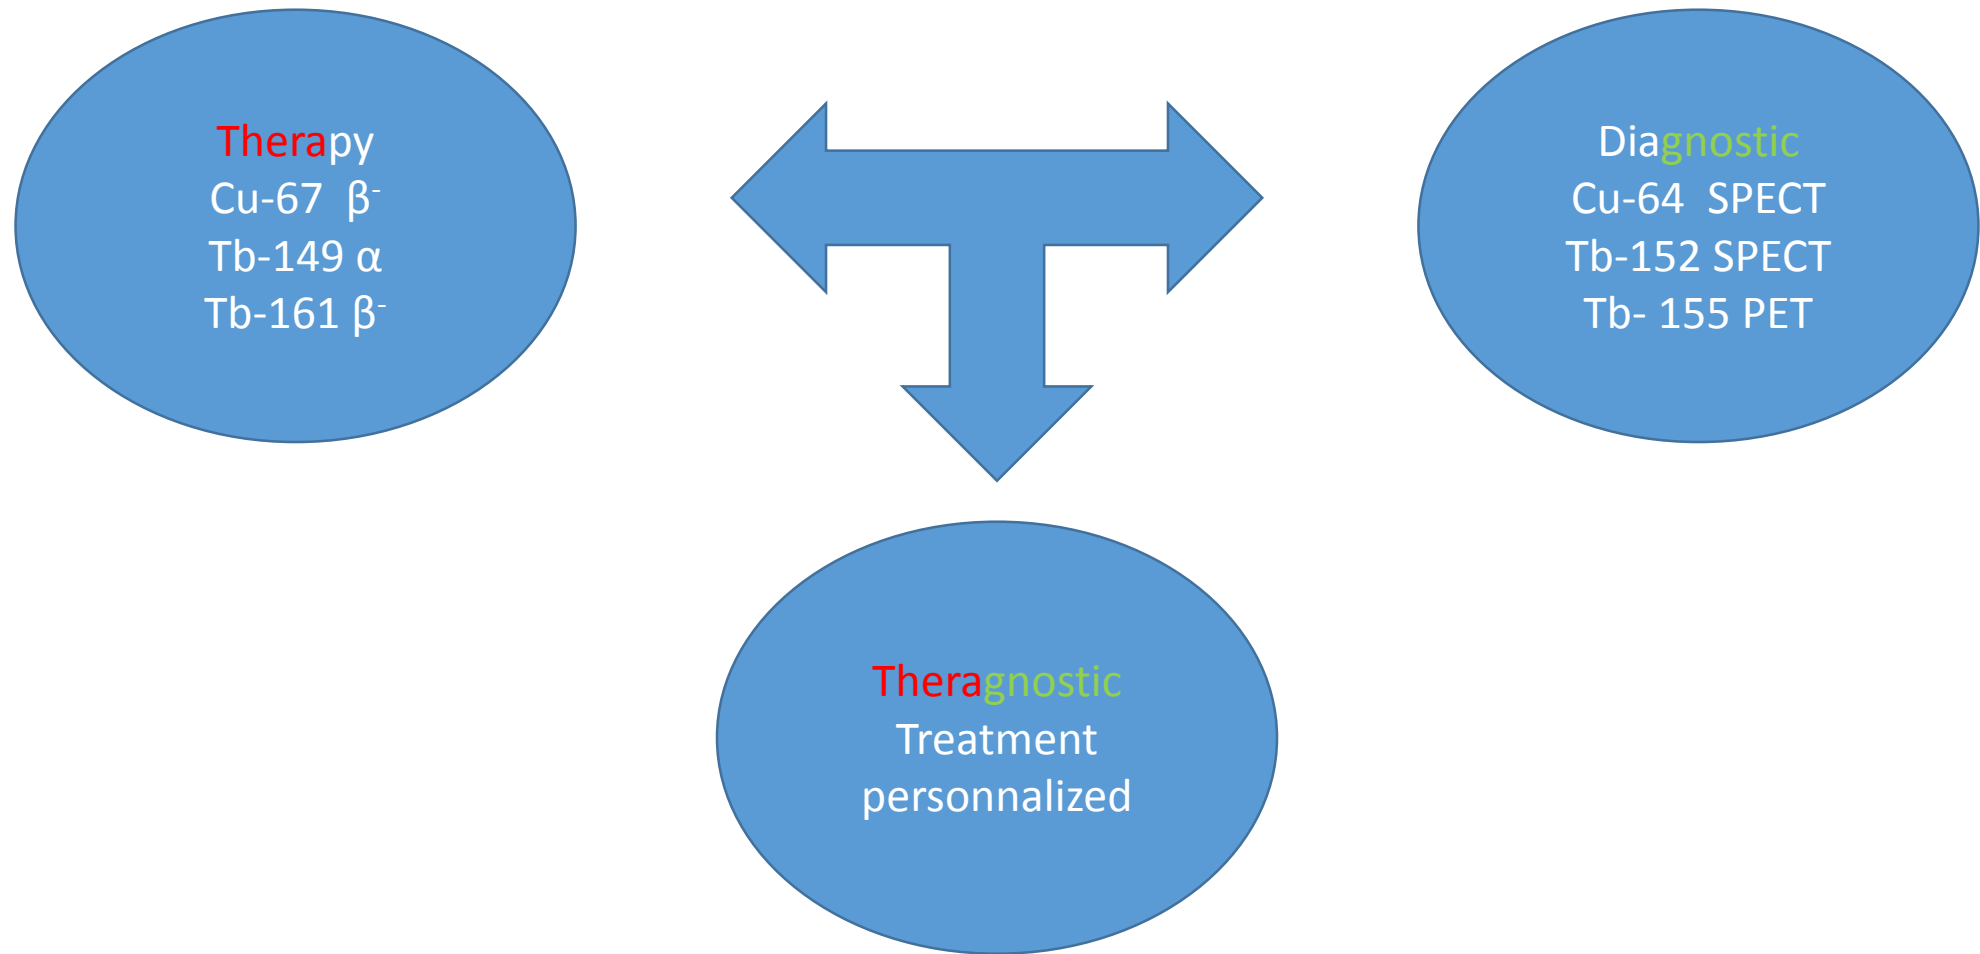 Therapy
Cu-67 β⁻
Tb-149 α
Tb-161 β⁻
Diagnostic
Cu-64 SPECT
Tb-152 SPECT
Tb- 155 PET
Theragnostic
Treatment
personnalized